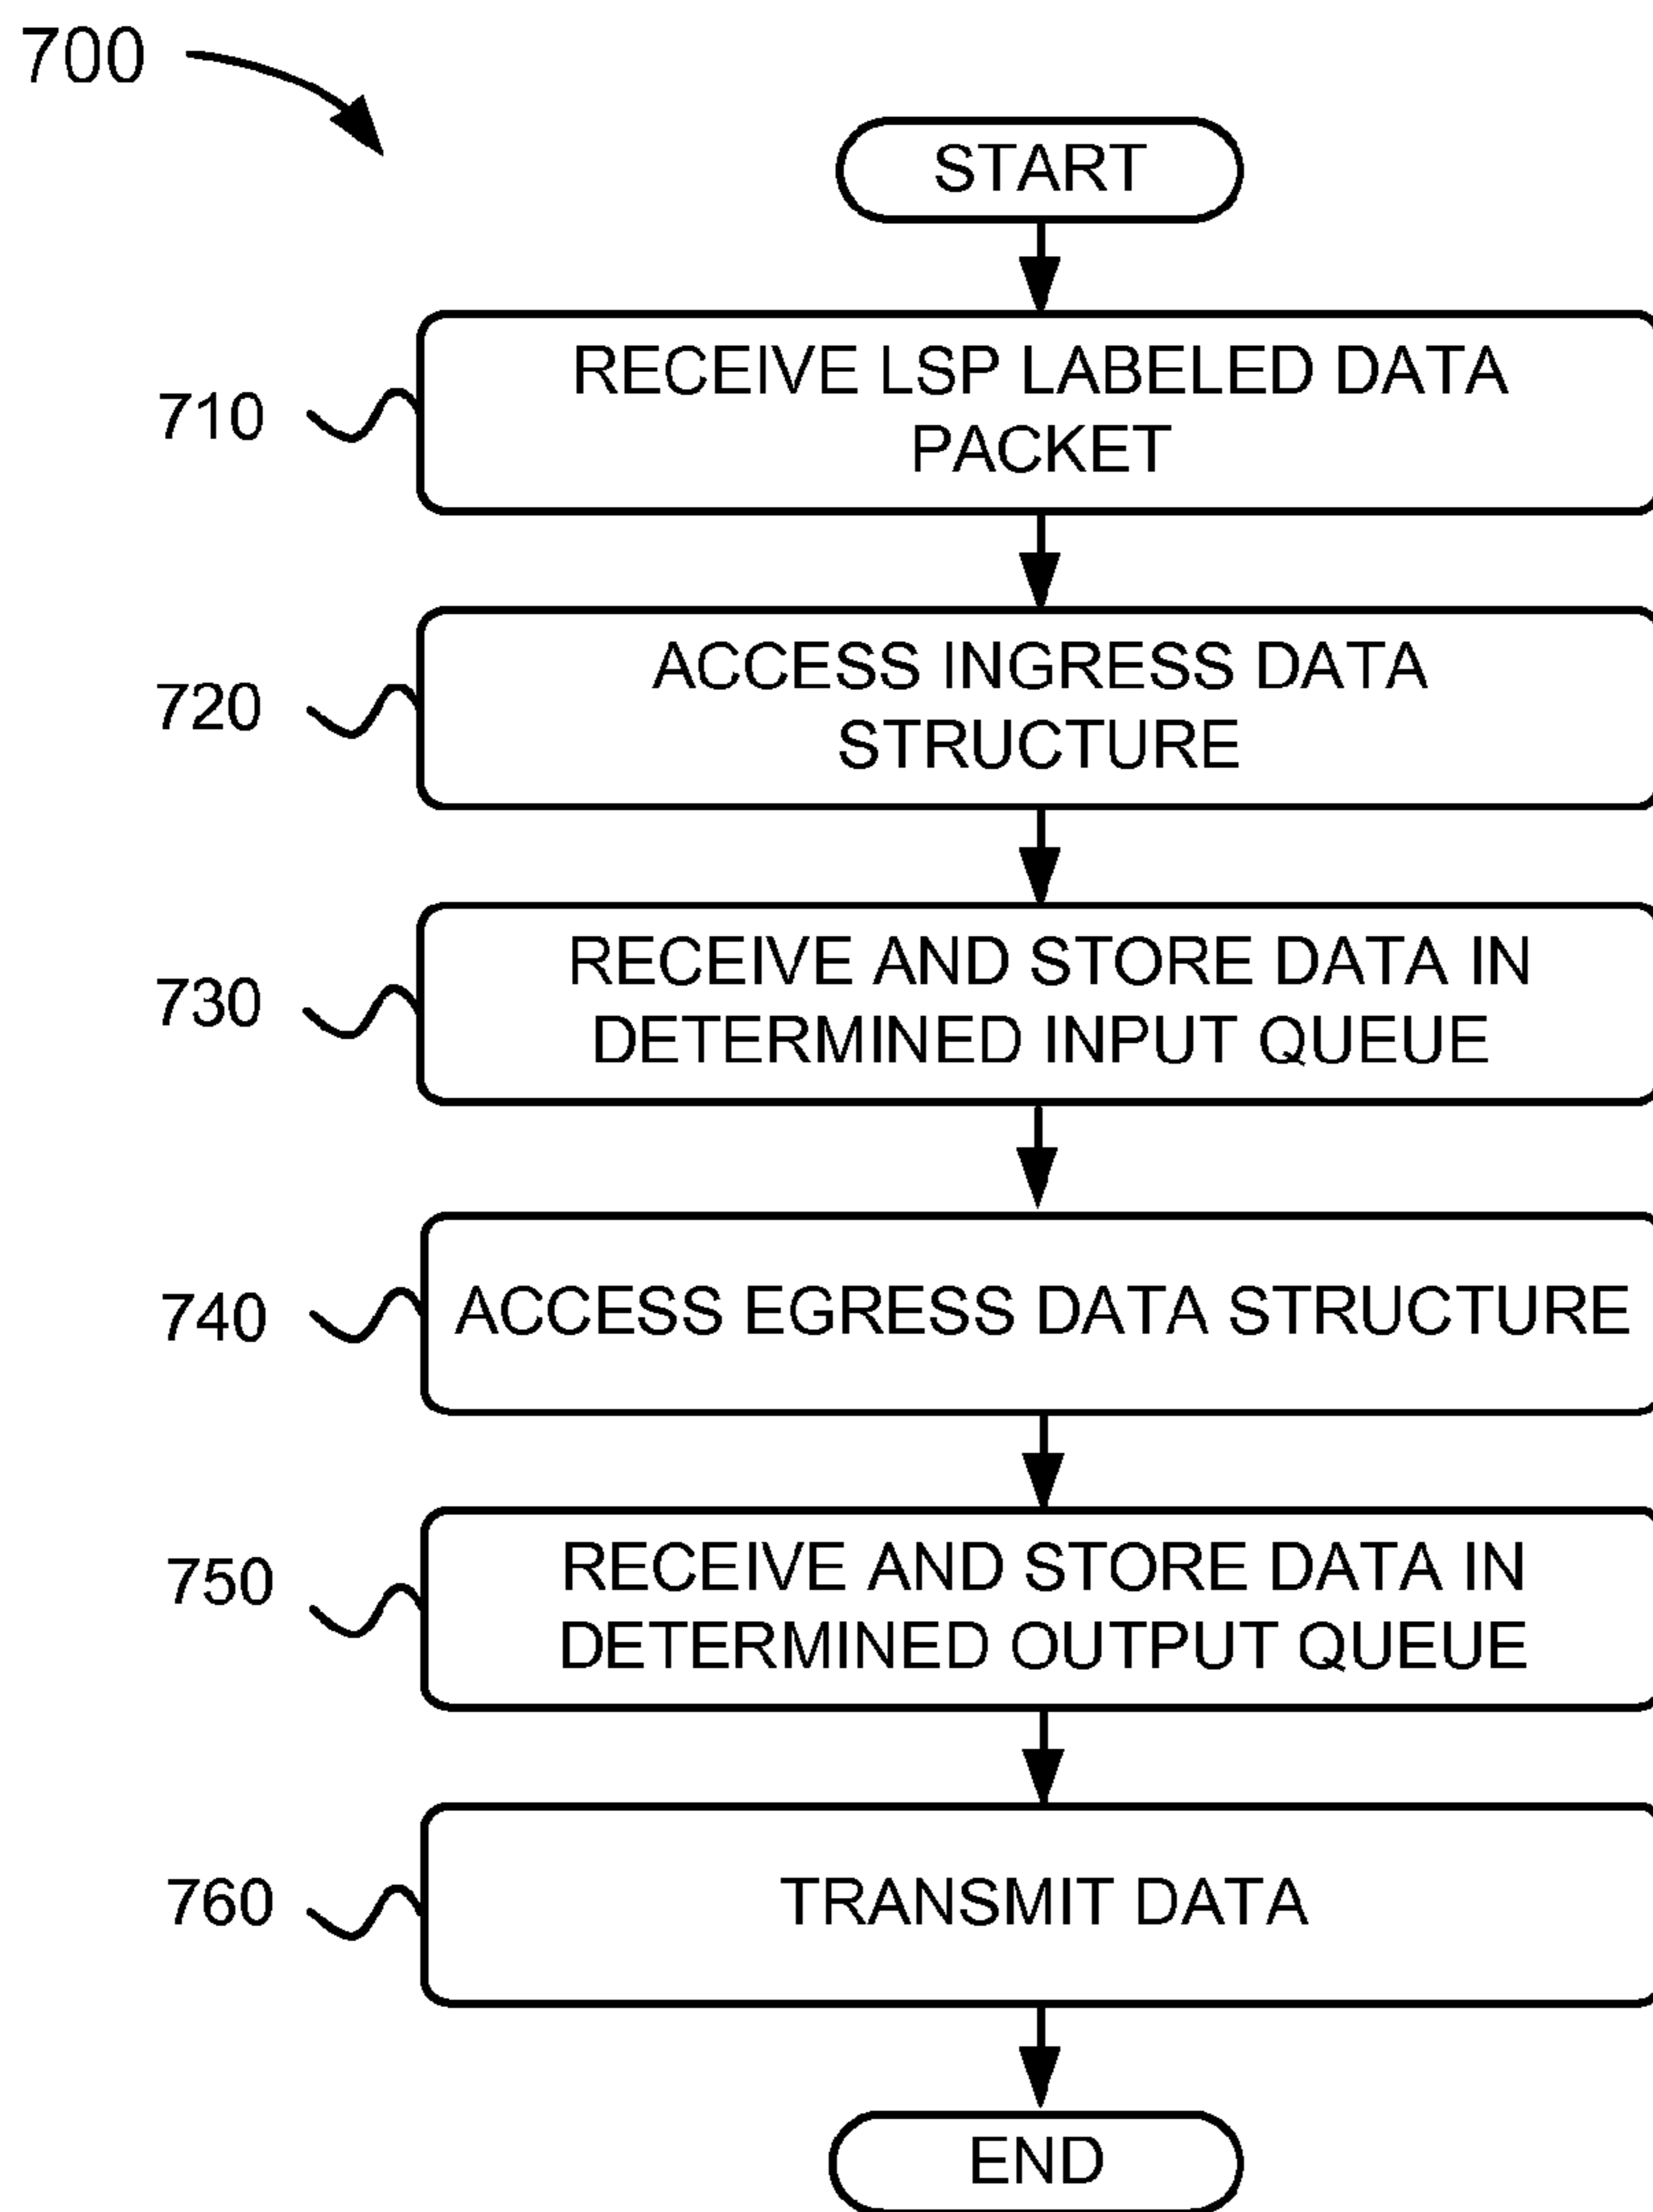 700
START
710
RECEIVE LSP LABELED DATA
PACKET
720
ACCESS INGRESS DATA
STRUCTURE
730
RECEIVE AND STORE DATA IN
DETERMINED INPUT QUEUE
740
ACCESS EGRESS DATA STRUCTURE
750
RECEIVE AND STORE DATA IN
DETERMINED OUTPUT QUEUE
760
TRANSMIT DATA
END